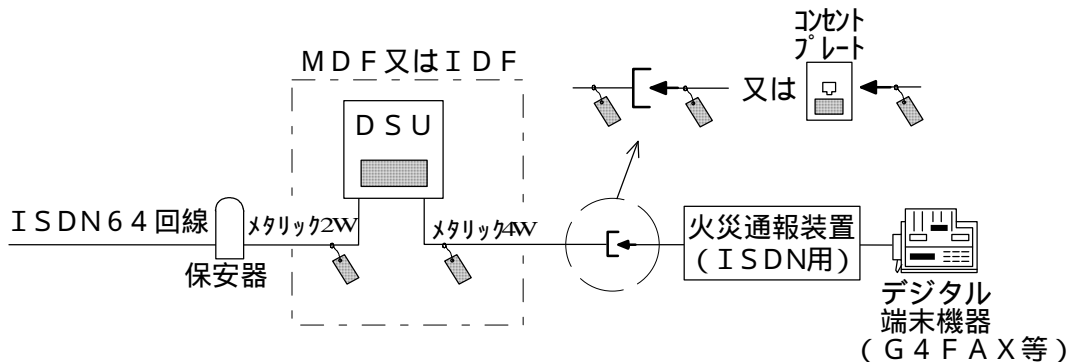 コンセント
プレート
MDF又はIDF
又は
DSU
ISDN64回線
メタリック2W
メタリック4W
火災通報装置
(ISDN用)
保安器
デジタル
端末機器
(G4FAX等)